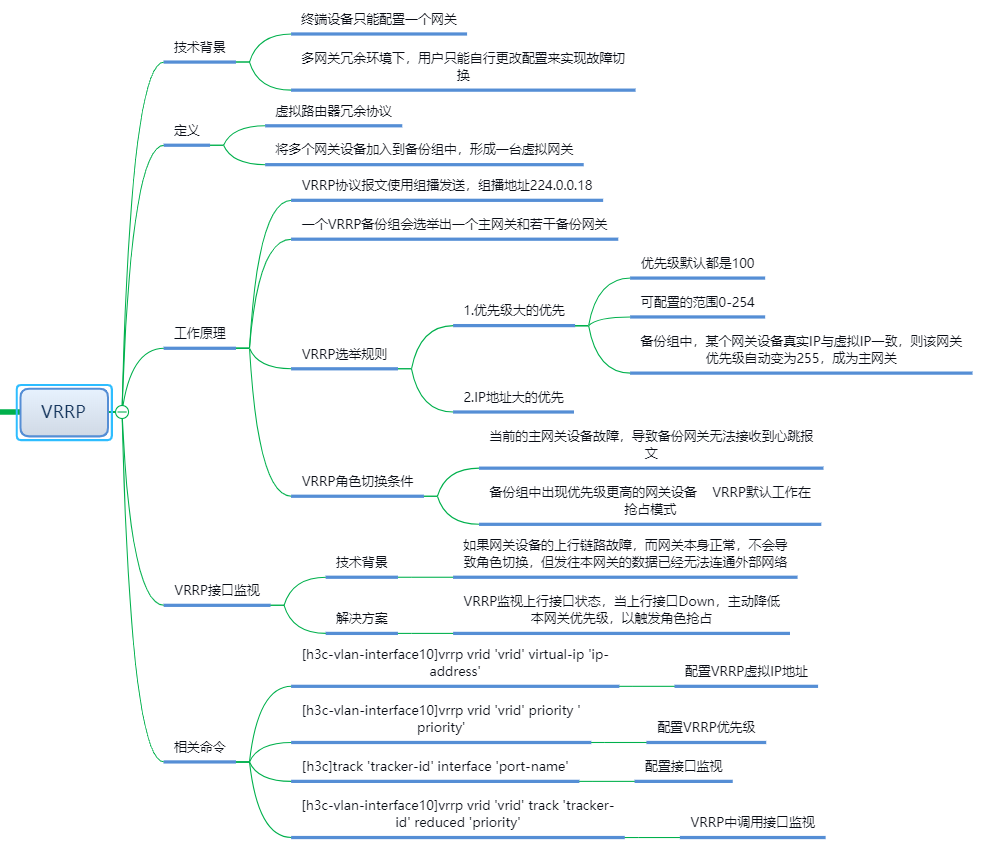 VRRP
技术背景
终端设备只能配置一个网关
多网关冗余环境下，用户只能自行更改配置来实现故障切
换
定义
虚拟路由器冗余协议
将多个网关设备加入到备份组中，形成一台虚拟网关
工作原理
VRRP协议报文使用组播发送，组播地址224.0.0.18
一个VRRP备份组会选举出一个主网关和若干备份网关
VRRP选举规则
1.优先级大的优先
优先级默认都是100
可配置的范围0-254
备份组中，某个网关设备真实IP与虚拟IP一致，则该网关
优先级自动变为255，成为主网关
2.IP地址大的优先
VRRP角色切换条件
当前的主网关设备故障，导致备份网关无法接收到心跳报
文
备份组中出现优先级更高的网关设备 VRRP默认工作在
抢占模式
VRRP接口监视
技术背景
如果网关设备的上行链路故障，而网关本身正常，不会导
致角色切换，但发往本网关的数据已经无法连通外部网络
解决方案
VRRP监视上行接口状态，当上行接口Down，主动降低
本网关优先级，以触发角色抢占
相关命令
[h3c-vlan-interface10]vrrp vrid 'vrid' virtual-ip 'ip-
address'
配置VRRP虚拟IP地址
[h3c-vlan-interface10]vrrp vrid 'vrid' priority '
priority'
配置VRRP优先级
[h3c]track 'tracker-id' interface 'port-name'
配置接口监视
[h3c-vlan-interface10]vrrp vrid 'vrid' track 'tracker-
id' reduced 'priority'
VRRP中调用接口监视